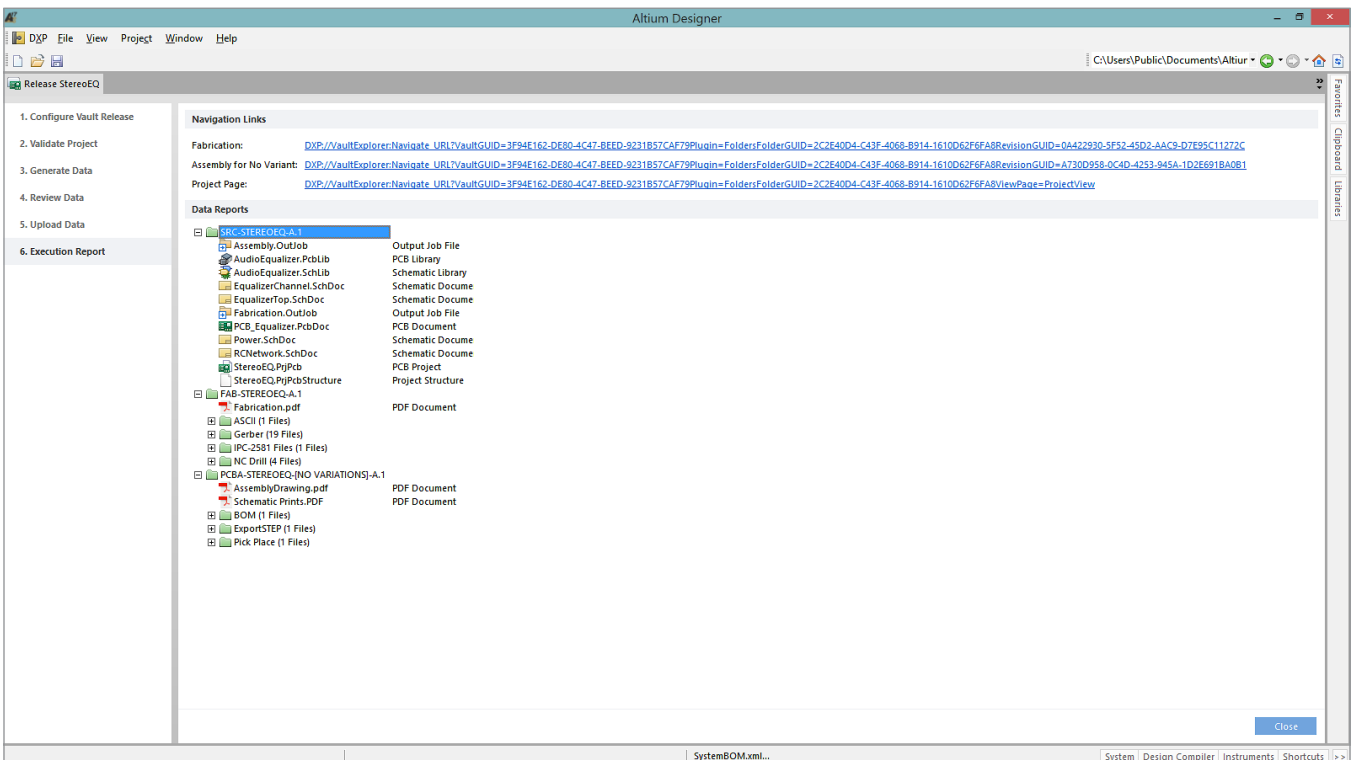 Altium Designer
DXP File View Project Window Help
C:\Users\Public\Documents\Altiur
Release StereoEQ
Favorites
Clipboard
Libraries
1. Configure Vault Release
2. Validate Project
3. Generate Data
4. Review Data
5. Upload Data
6. Execution Report
Navigation Links
Fabrication: DXP://VaultExplorer:Navigate_URL?VaultGUID=3F94E162-DE80-4C47-BEED-9231B57CAF79Plugin=FoldersFolderGUID=2C2E40D4-C43F-4068-B914-1610D62F6FA8RevisionGUID=0A422930-5F52-45D2-AAC9-D7E95C11272C
Assembly for No Variant: DXP://VaultExplorer:Navigate_URL?VaultGUID=3F94E162-DE80-4C47-BEED-9231B57CAF79Plugin=FoldersFolderGUID=2C2E40D4-C43F-4068-B914-1610D62F6FA8RevisionGUID=A730D958-0C4D-4253-945A-1D2E691BA0B1
Project Page: DXP://VaultExplorer:Navigate_URL?VaultGUID=3F94E162-DE80-4C47-BEED-9231B57CAF79Plugin=FoldersFolderGUID=2C2E40D4-C43F-4068-B914-1610D62F6FA8ViewPage=ProjectView
Data Reports
SRC-STEREOEQ-A.1
Assembly.OutJob Output Job File
AudioEqualizer.PcbLib PCB Library
AudioEqualizer.SchLib Schematic Library
EqualizerChannel.SchDoc Schematic Docume
EqualizerTop.SchDoc Schematic Docume
Fabrication.OutJob Output Job File
PCB_Equalizer.PcbDoc PCB Document
Power.SchDoc Schematic Docume
RCNetwork.SchDoc Schematic Docume
StereoEQ.PrjPcb PCB Project
StereoEQ.PrjPcbStructure Project Structure
FAB-STEREOEQ-A.1
Fabrication.pdf PDF Document
ASCII (1 Files)
Gerber (19 Files)
IPC-2581 Files (1 Files)
NC Drill (4 Files)
PCBA-STEREOEQ-[NO VARIATIONS]-A.1
AssemblyDrawing.pdf PDF Document
Schematic Prints.PDF PDF Document
BOM (1 Files)
ExportSTEP (1 Files)
Pick Place (1 Files)
Close
SystemBOM.xml...
System Design Compiler Instruments Shortcuts >>